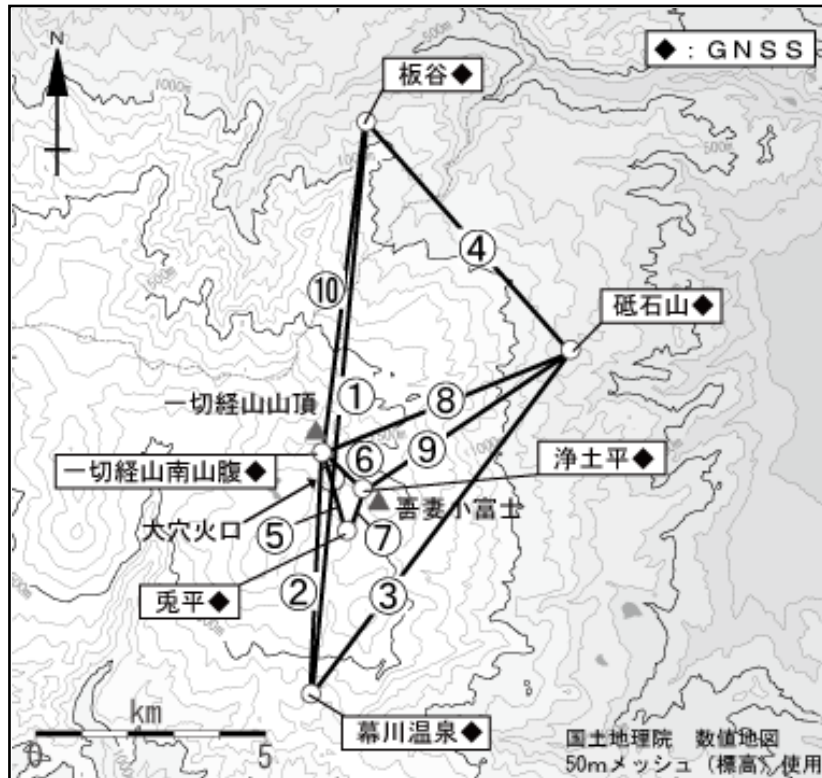 N
◆：GNSS
板谷◆
500m
1000m
④
⑩
砥石山◆
①
⑧
一切経山山頂
⑥
⑨
一切経山南山腹◆
浄土平◆
大穴火口
吾妻小富士
⑤
⑦
兎平◆
②
③
km
0
5
幕川温泉◆
国土地理院　数値地図
50mメッシュ（標高）使用